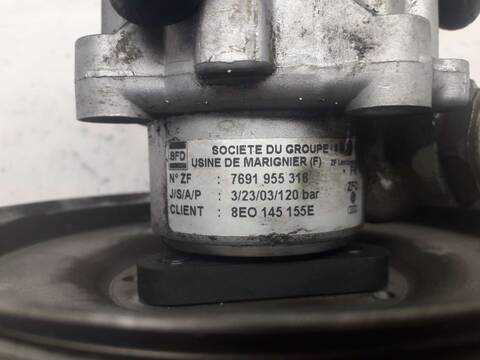 BFD
SOCIETE DU GROUPE
USINE DE MARIGNIER (F)
N° ZF : 7691 955 318
J/S/A/P : 3/23/03/120 bar
CLIENT : 8EO 145 155E